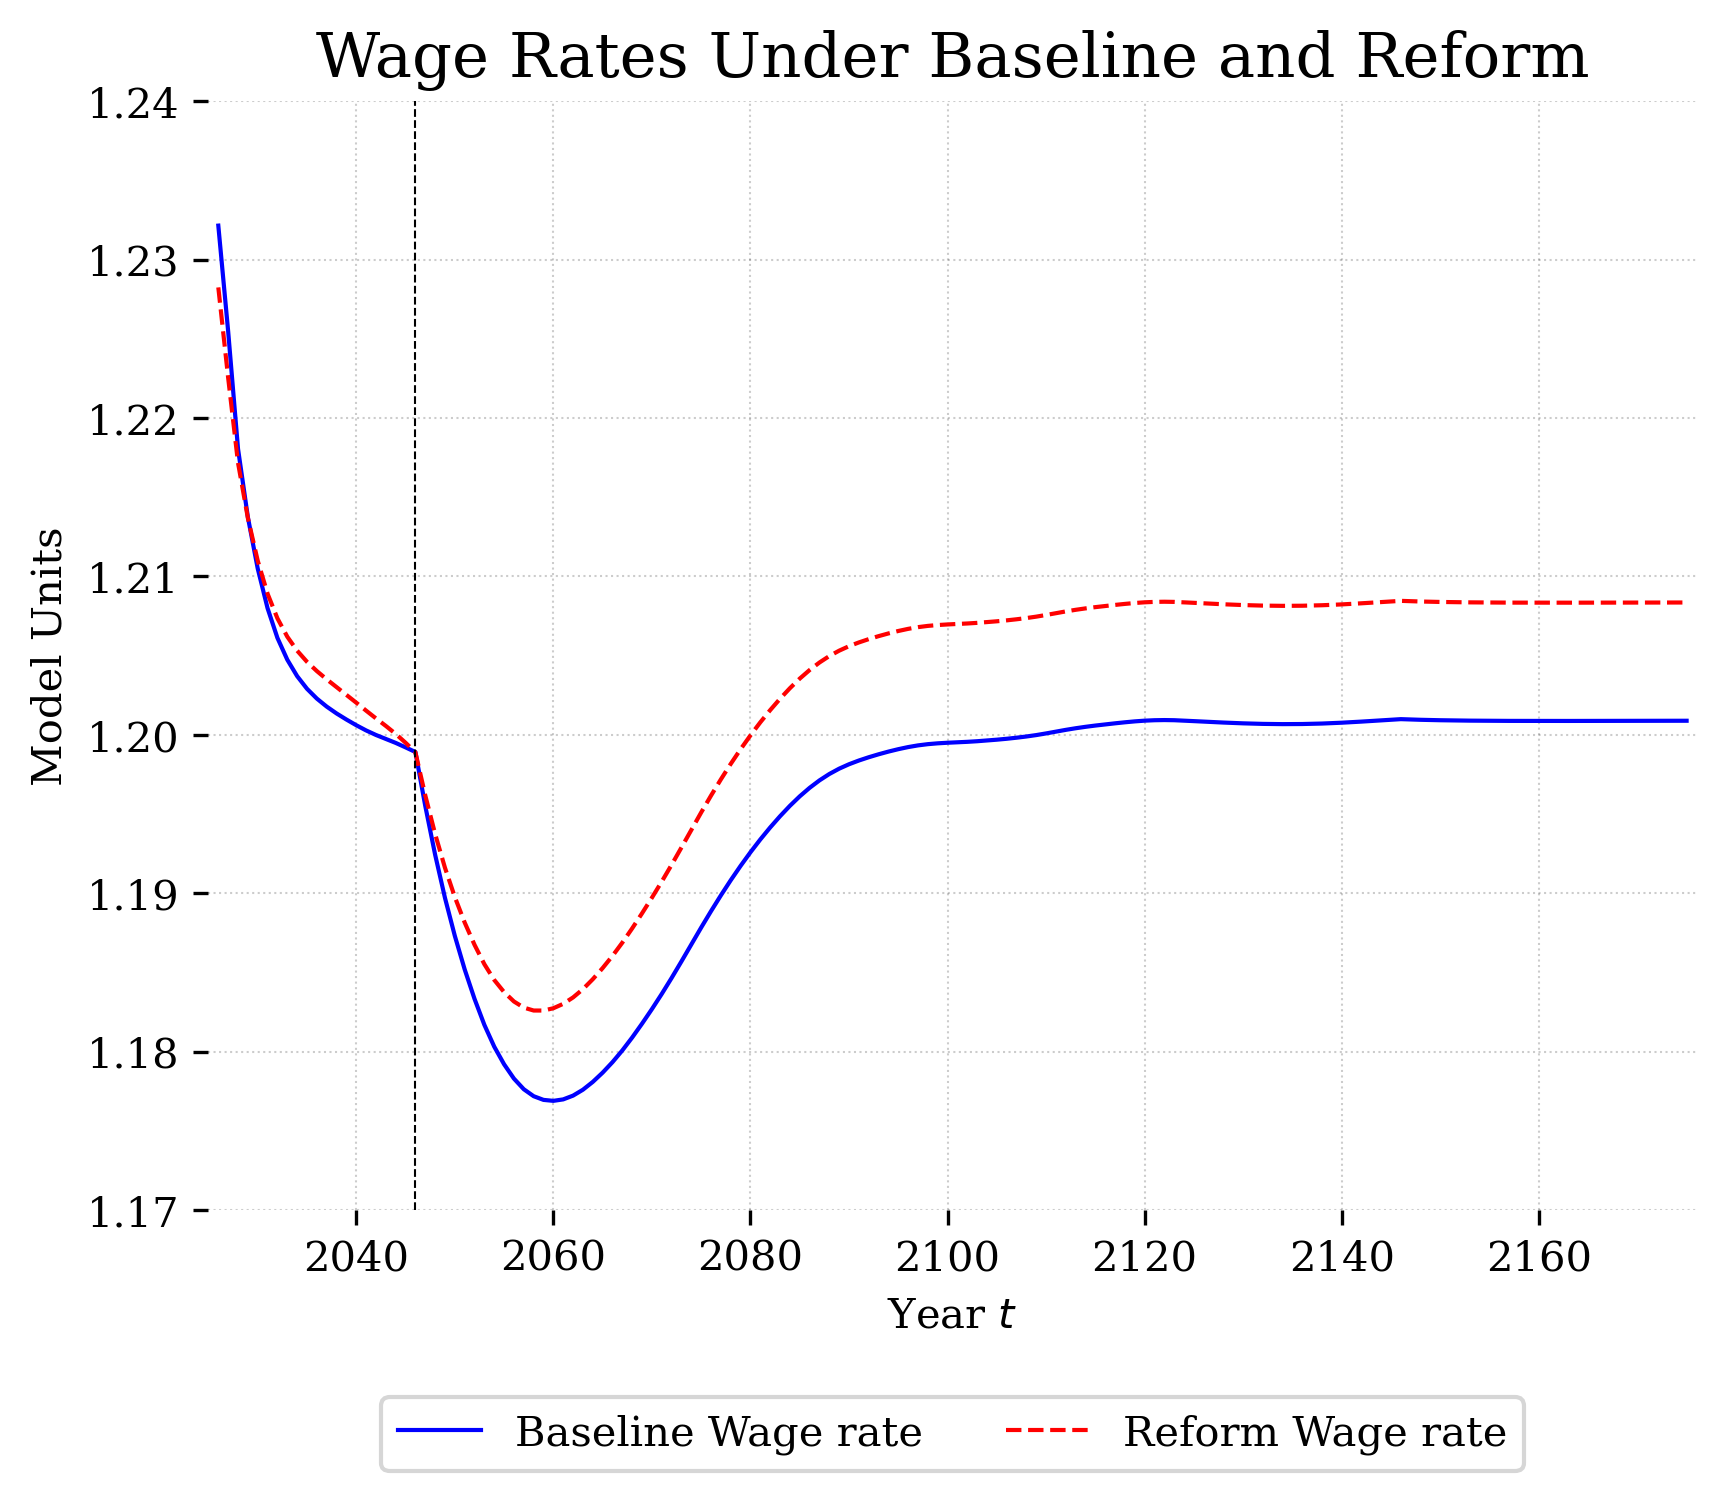 Wage Rates Under Baseline and Reform
1.24
1.23
1.22
1.21
1.20
1.19
1.18
1.17
Model Units
2040 2060 2080 2100 2120 2140 2160
Year t
Baseline Wage rate Reform Wage rate